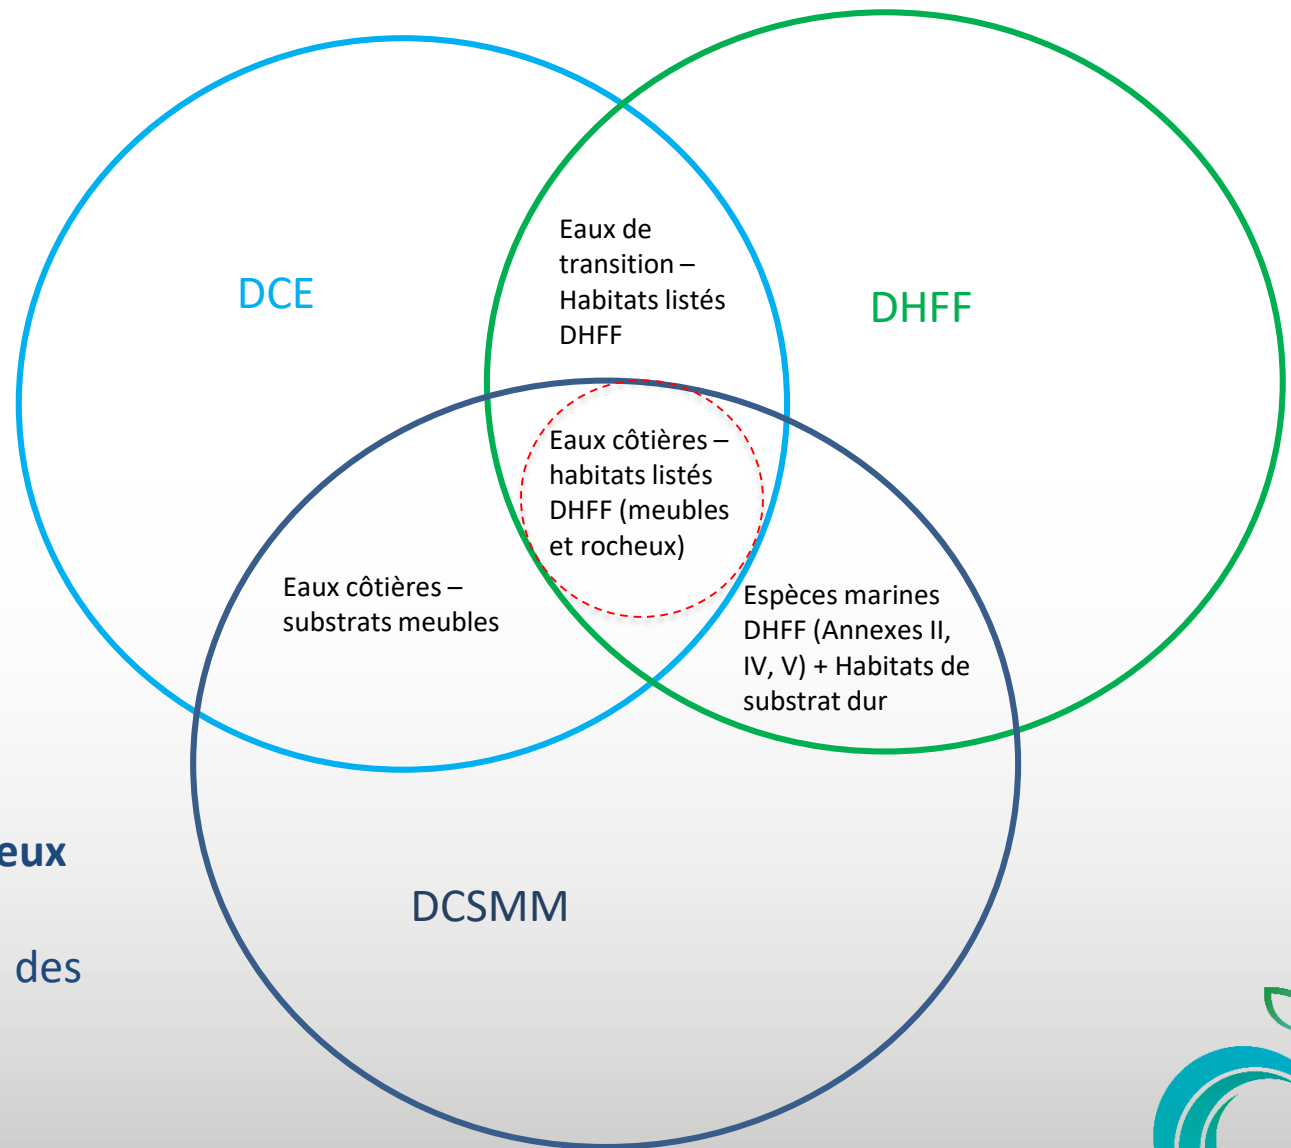 Eaux de
transition –
Habitats listés
DHFF
DCE
DHFF
Eaux côtières –
habitats listés
DHFF (meubles
et rocheux)
Eaux côtières –
substrats meubles
Espèces marines
DHFF (Annexes II,
IV, V) + Habitats de
substrat dur
eux
DCSMM
des